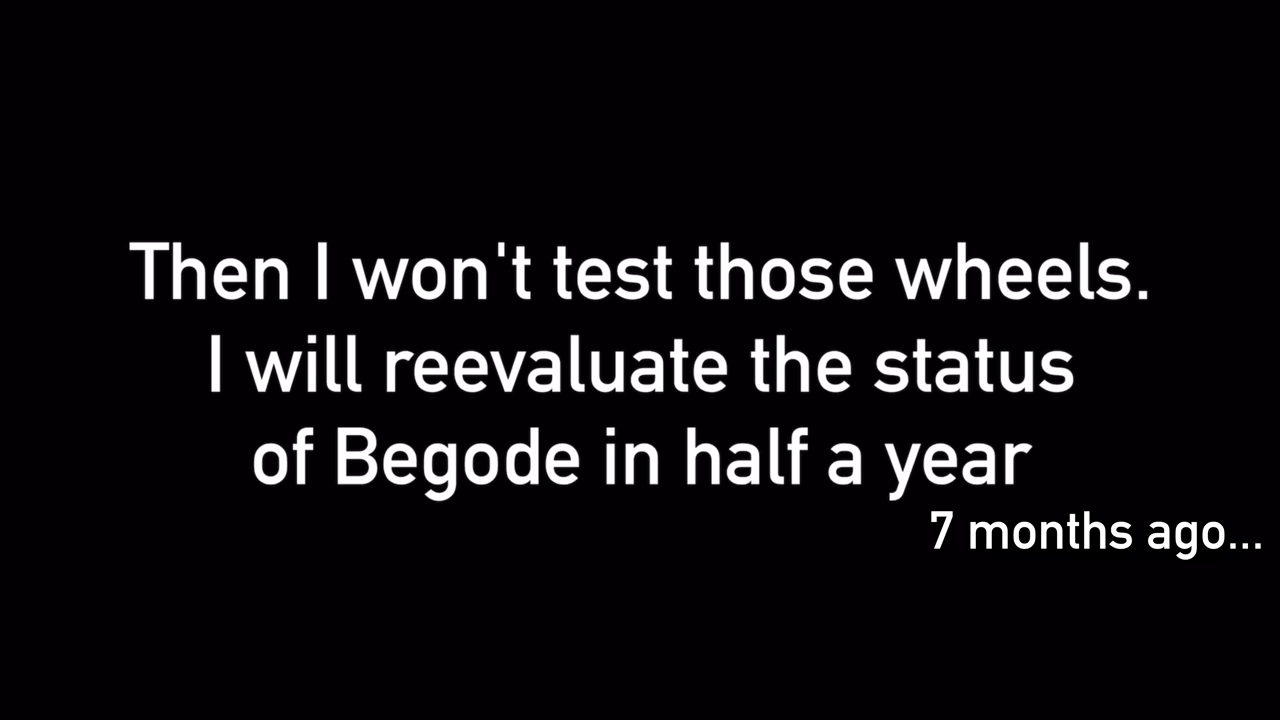 Then I won't test those wheels.
I will reevaluate the status
of Begode in half a year
7 months ago...